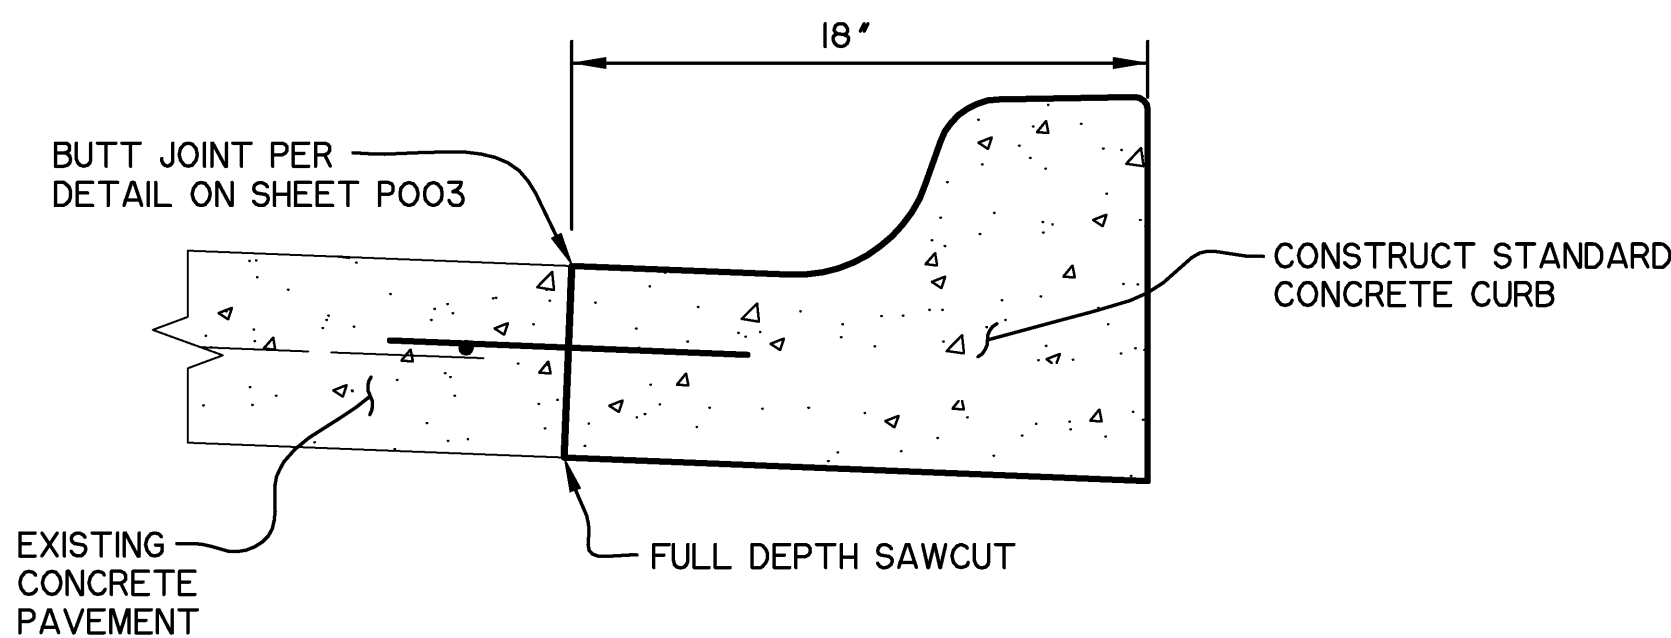 18"
BUTT JOINT PER
DETAIL ON SHEET P003
CONSTRUCT STANDARD
CONCRETE CURB
EXISTING
CONCRETE
PAVEMENT
FULL DEPTH SAWCUT